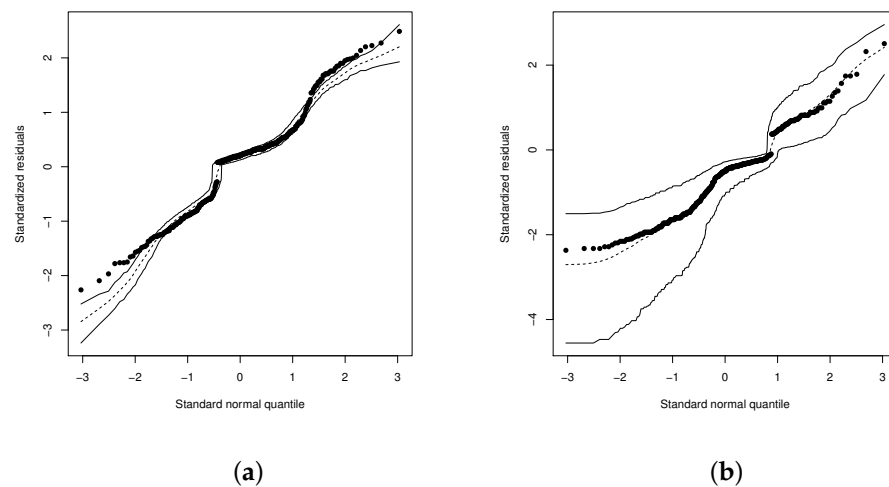 2
1
0
−1
−2
−3
Standardized residuals
−3 −2 −1 0 1 2 3
Standard normal quantile
(a)
2
0
−2
−4
Standardized residuals
−3 −2 −1 0 1 2 3
Standard normal quantile
(b)